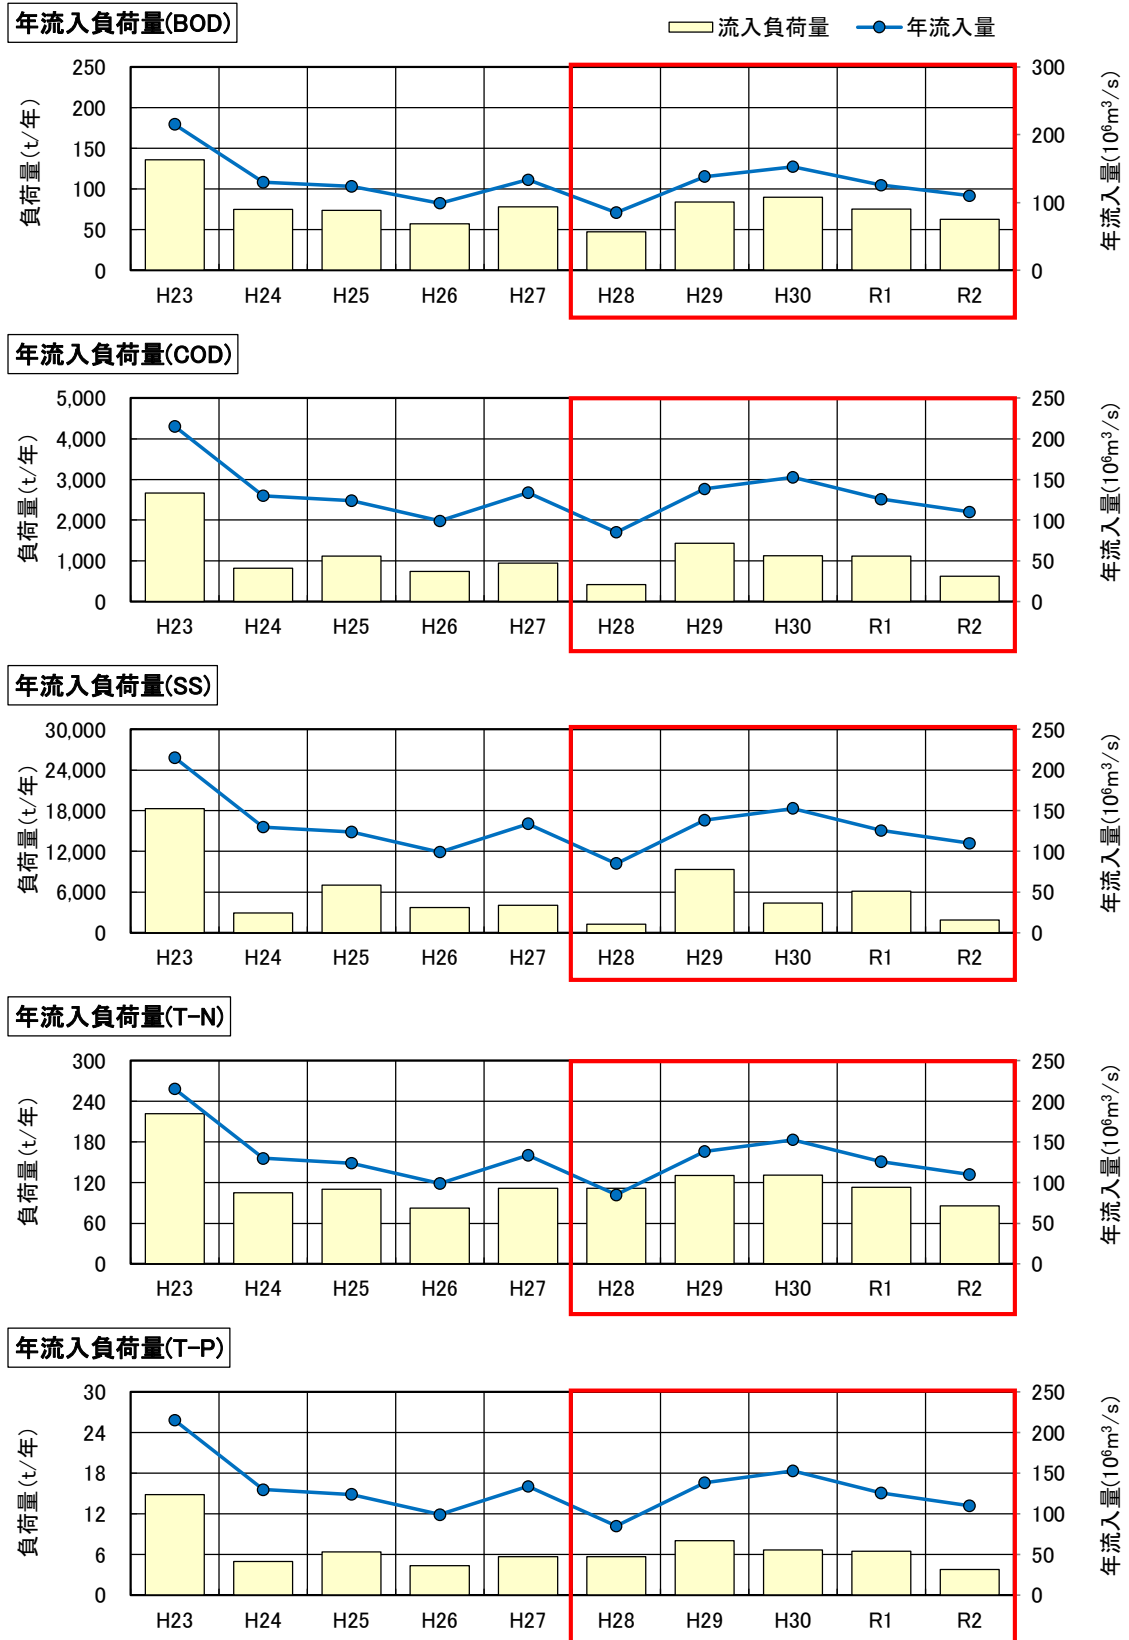 年流入負荷量(BOD)
流入負荷量 年流入量
負荷量(t/年)
250 200 150 100 50 0
300 200 100 0
年流入量(10⁶m³/s)
H23 H24 H25 H26 H27 H28 H29 H30 R1 R2
年流入負荷量(COD)
負荷量(t/年)
5,000 4,000 3,000 2,000 1,000 0
250 200 150 100 50 0
年流入量(10⁶m³/s)
H23 H24 H25 H26 H27 H28 H29 H30 R1 R2
年流入負荷量(SS)
負荷量(t/年)
30,000 24,000 18,000 12,000 6,000 0
250 200 150 100 50 0
年流入量(10⁶m³/s)
H23 H24 H25 H26 H27 H28 H29 H30 R1 R2
年流入負荷量(T-N)
負荷量(t/年)
300 240 180 120 60 0
250 200 150 100 50 0
年流入量(10⁶m³/s)
H23 H24 H25 H26 H27 H28 H29 H30 R1 R2
年流入負荷量(T-P)
負荷量(t/年)
30 24 18 12 6 0
250 200 150 100 50 0
年流入量(10⁶m³/s)
H23 H24 H25 H26 H27 H28 H29 H30 R1 R2